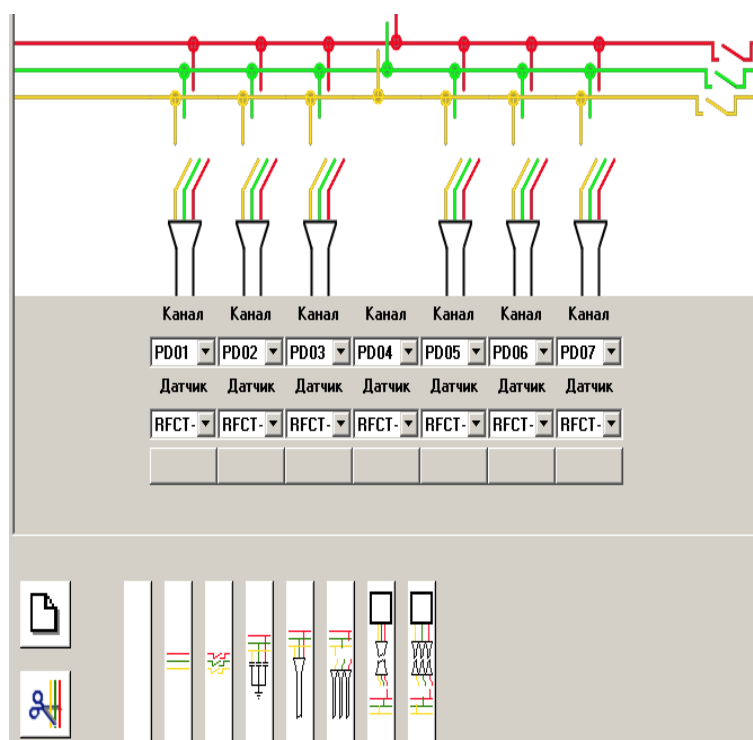 Канал Канал Канал Канал Канал Канал Канал
PD01 PD02 PD03 PD04 PD05 PD06 PD07
Датчик Датчик Датчик Датчик Датчик Датчик Датчик
RFCT- RFCT- RFCT- RFCT- RFCT- RFCT- RFCT-